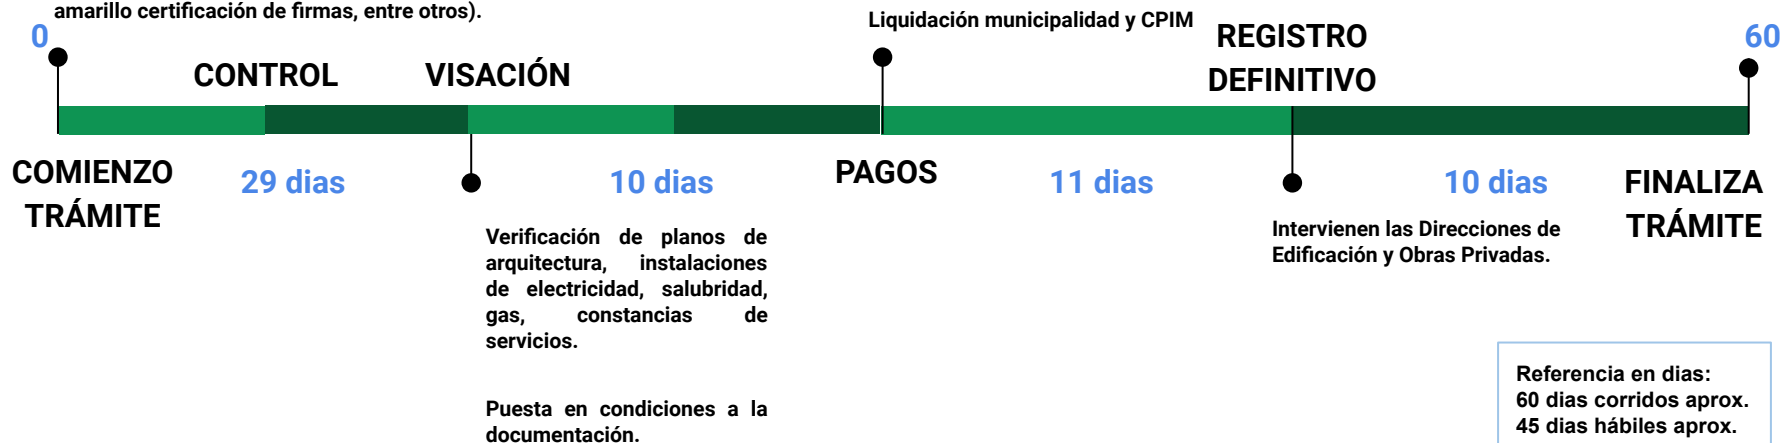 amarillo certificación de firmas, entre otros).
0
CONTROL
VISACIÓN
Liquidación municipalidad y CPIM
REGISTRO
DEFINITIVO
60
COMIENZO
TRÁMITE
29 dias
10 dias
PAGOS
11 dias
10 dias
FINALIZA
TRÁMITE
Verificación de planos de
arquitectura, instalaciones
de electricidad, salubridad,
gas, constancias de
servicios.
Puesta en condiciones a la
documentación.
Intervienen las Direcciones de
Edificación y Obras Privadas.
Referencia en dias:
60 dias corridos aprox.
45 dias hábiles aprox.